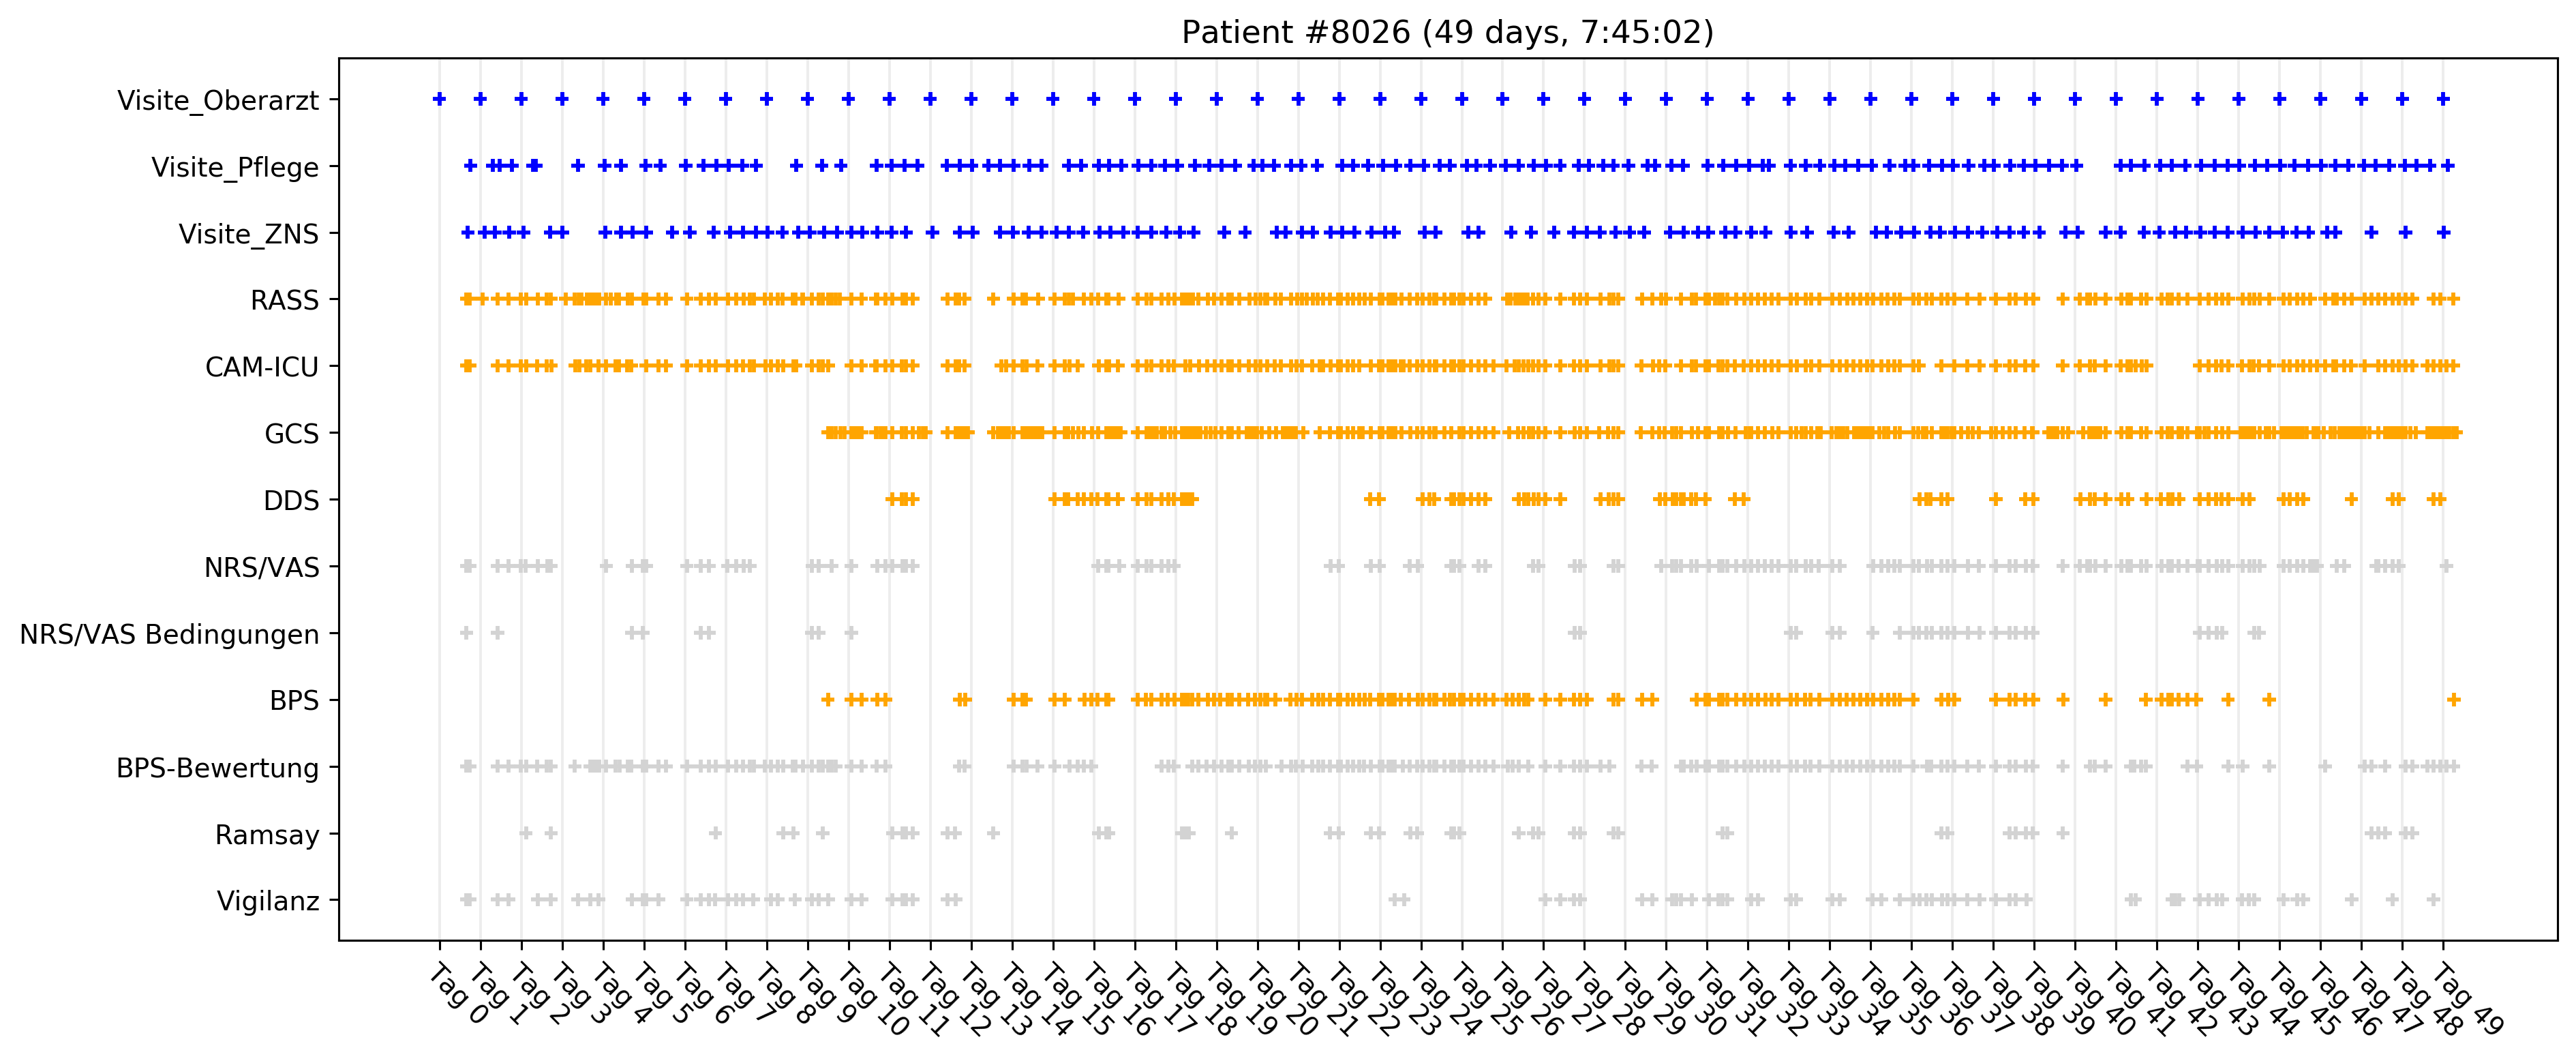 Patient #8026 (49 days, 7:45:02)
Visite_Oberarzt
Visite_Pflege
Visite_ZNS
RASS
CAM-ICU
GCS
DDS
NRS/VAS
NRS/VAS Bedingungen
BPS
BPS-Bewertung
Ramsay
Vigilanz
Tag 0
Tag 1
Tag 2
Tag 3
Tag 4
Tag 5
Tag 6
Tag 7
Tag 8
Tag 9
Tag 10
Tag 11
Tag 12
Tag 13
Tag 14
Tag 15
Tag 16
Tag 17
Tag 18
Tag 19
Tag 20
Tag 21
Tag 22
Tag 23
Tag 24
Tag 25
Tag 26
Tag 27
Tag 28
Tag 29
Tag 30
Tag 31
Tag 32
Tag 33
Tag 34
Tag 35
Tag 36
Tag 37
Tag 38
Tag 39
Tag 40
Tag 41
Tag 42
Tag 43
Tag 44
Tag 45
Tag 46
Tag 47
Tag 48
Tag 49